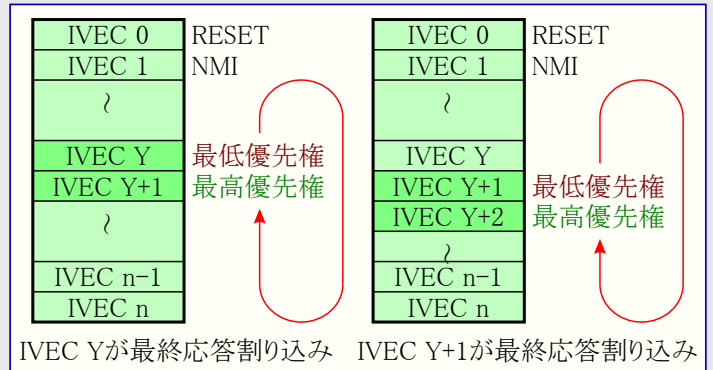 IVEC 0 RESET
IVEC 1 NMI
~
IVEC Y 最低優先権
IVEC Y+1 最高優先権
~
IVEC n-1
IVEC n
IVEC Yが最終応答割り込み
IVEC 0 RESET
IVEC 1 NMI
~
IVEC Y
IVEC Y+1 最低優先権
IVEC Y+2 最高優先権
~
IVEC n-1
IVEC n
IVEC Y+1が最終応答割り込み